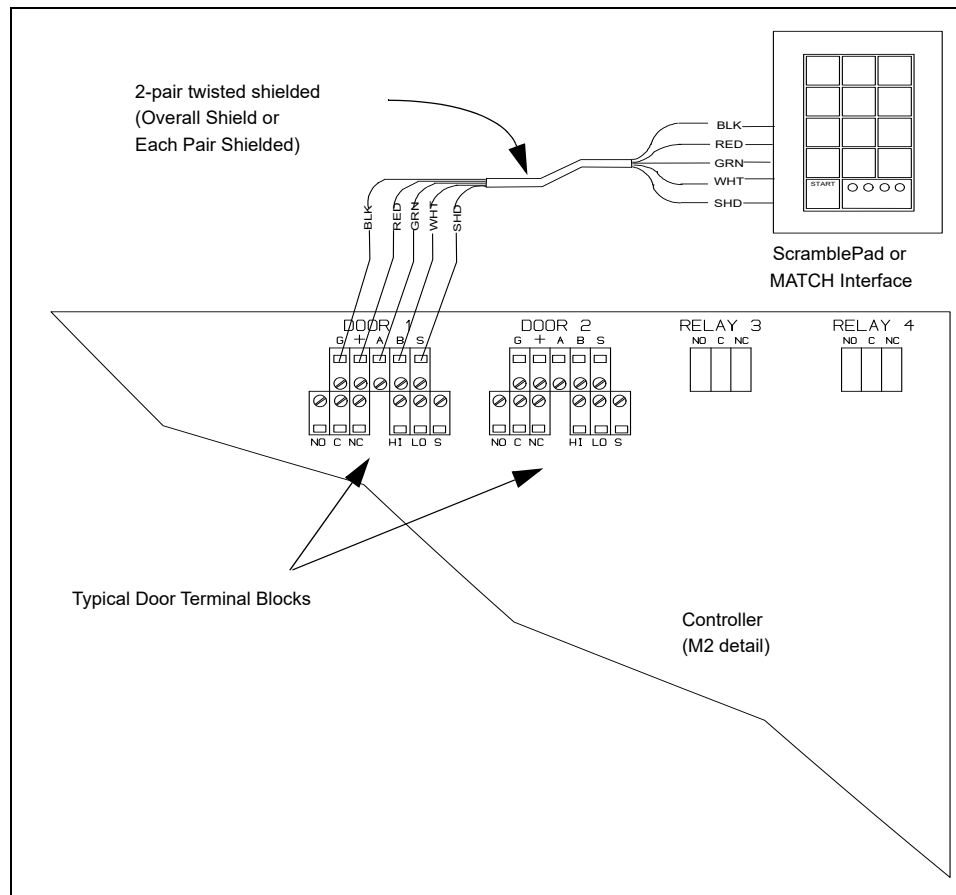 2-pair twisted shielded
(Overall Shield or
Each Pair Shielded)
BLK
RED
GRN
WHT
SHD
START
ScramblePad or
MATCH Interface
BLK
RED
GRN
WHT
SHD
DOOR 1
G + A B S
NO C NC HI LO S
DOOR 2
G + A B S
NO C NC HI LO S
RELAY 3
NO C NC
RELAY 4
NO C NC
Typical Door Terminal Blocks
Controller
(M2 detail)